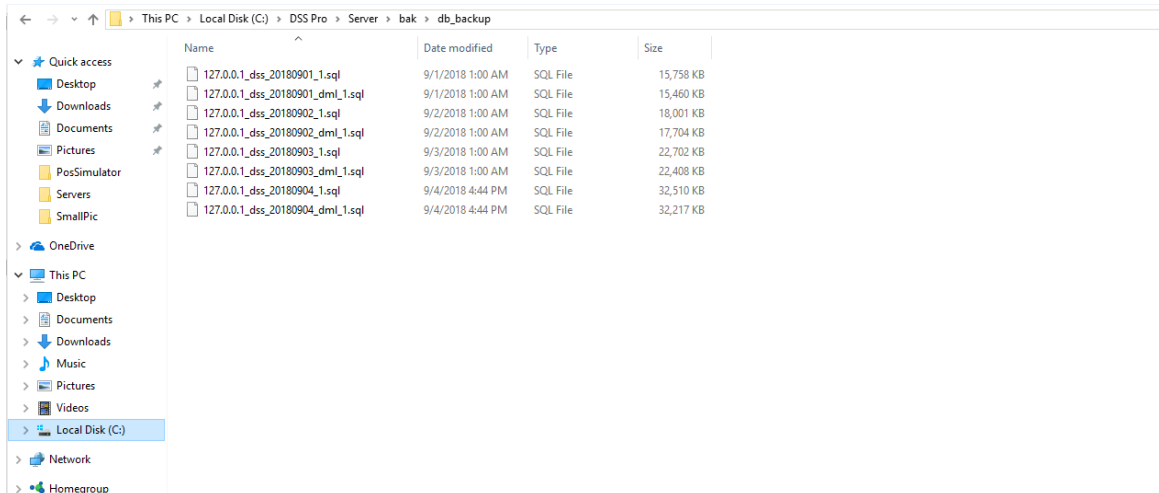 This PC > Local Disk (C:) > DSS Pro > Server > bak > db_backup
Name Date modified Type Size
127.0.0.1_dss_20180901_1.sql 9/1/2018 1:00 AM SQL File 15,758 KB
127.0.0.1_dss_20180901_dml_1.sql 9/1/2018 1:00 AM SQL File 15,460 KB
127.0.0.1_dss_20180902_1.sql 9/2/2018 1:00 AM SQL File 18,001 KB
127.0.0.1_dss_20180902_dml_1.sql 9/2/2018 1:00 AM SQL File 17,704 KB
127.0.0.1_dss_20180903_1.sql 9/3/2018 1:00 AM SQL File 22,702 KB
127.0.0.1_dss_20180903_dml_1.sql 9/3/2018 1:00 AM SQL File 22,408 KB
127.0.0.1_dss_20180904_1.sql 9/4/2018 4:44 PM SQL File 32,510 KB
127.0.0.1_dss_20180904_dml_1.sql 9/4/2018 4:44 PM SQL File 32,217 KB
Quick access
Desktop
Downloads
Documents
Pictures
PosSimulator
Servers
SmallPic
OneDrive
This PC
Desktop
Documents
Downloads
Music
Pictures
Videos
Local Disk (C:)
Network
Homegroup